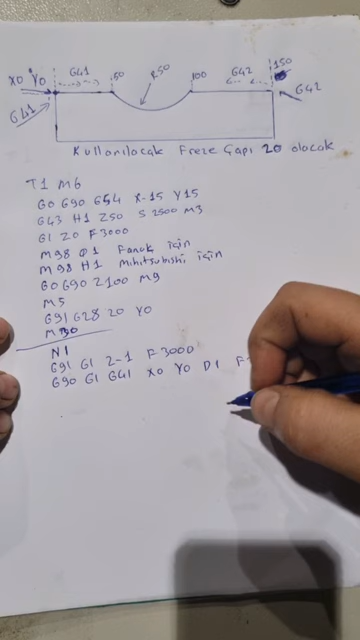 X0 Y0 G41 50 R50 100 G42 150
G41 G42
Kullanılacak Freze Çapı 20 olacak
T1 M6
G0 G90 G54 X-15 Y15
G43 H1 Z50 S2500 M3
G1 Z0 F3000
M98 P1 Fanuk için
M98 H1 Mihitsubishi için
G0 G90 Z100 M9
M5
G91 G28 Z0 Y0
M30
N1
G91 G1 Z-1 F3000
G90 G1 G41 X0 Y0 D1 F